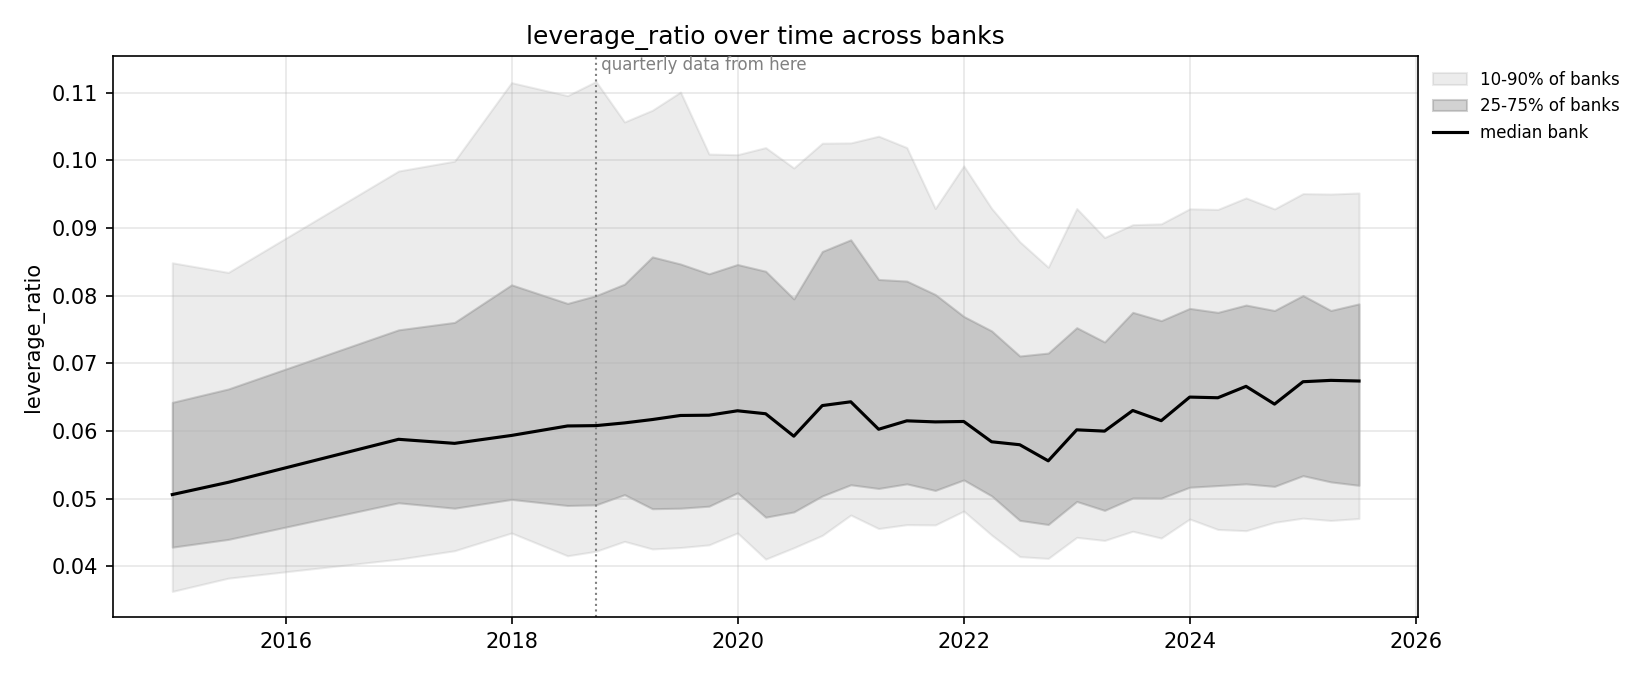 leverage_ratio over time across banks
quarterly data from here
10-90% of banks
25-75% of banks
median bank
leverage_ratio
0.11
0.10
0.09
0.08
0.07
0.06
0.05
0.04
2016
2018
2020
2022
2024
2026